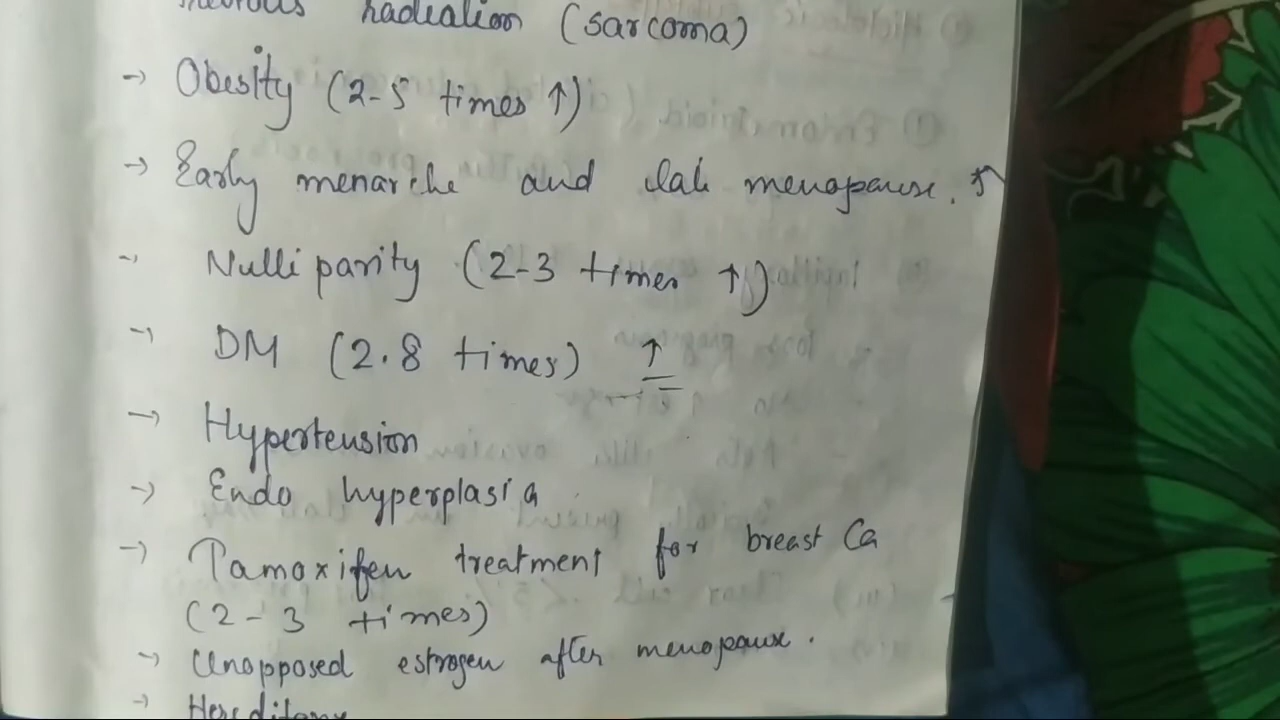 radiation (sarcoma)
→ Obesity (2-5 times ↑)
→ Early menarche and late menopause. ↑
→ Nulliparity (2-3 times ↑)
→ DM (2.8 times) ↑
→ Hypertension
→ Endo hyperplasia
→ Tamoxifen treatment for breast Ca
(2-3 times)
→ Unopposed estrogen after menopause.
→ Hereditary